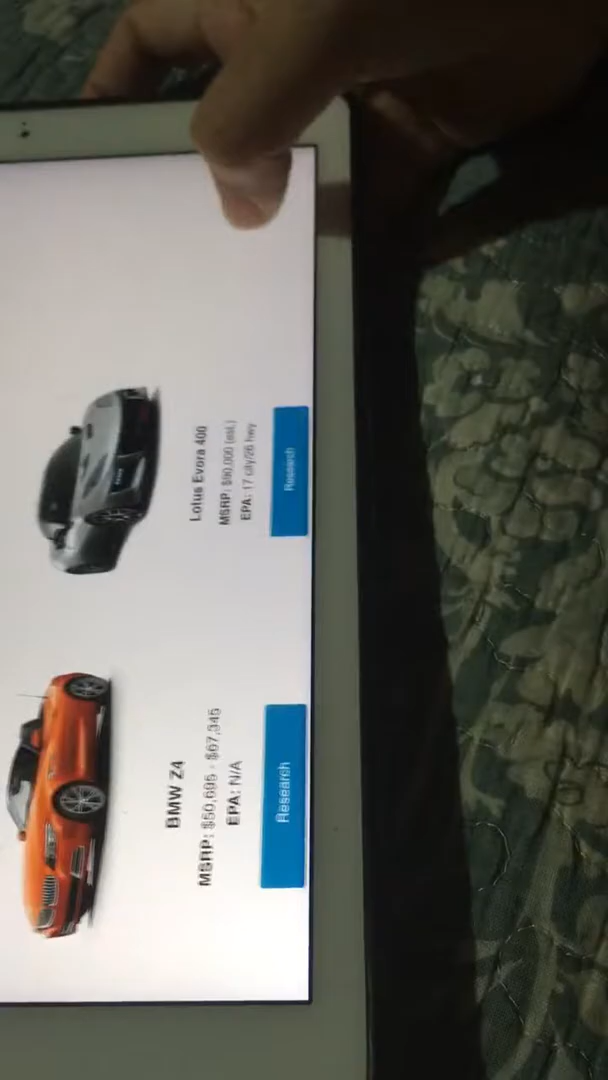 BMW Z4
MSRP: $50,695 - $67,345
EPA: N/A
Research
Lotus Evora 400
MSRP: $90,000 (est.)
EPA: 17 city/26 hwy
Research